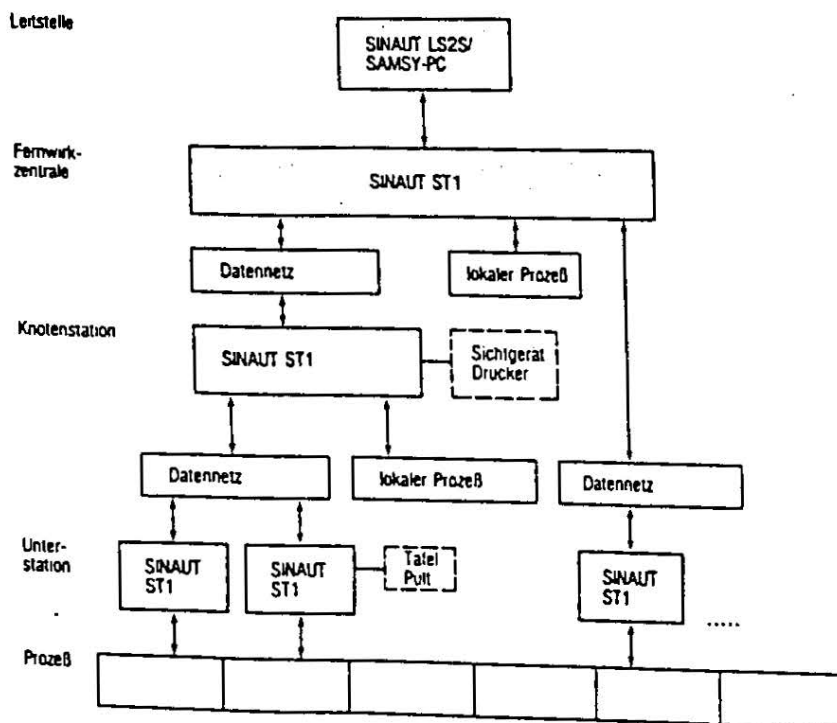 Leitstelle
SINAUT LS2S/
SAMSY-PC
Fernwirk-
zentrale
SINAUT ST1
Datennetz
lokaler Prozeß
Knotenstation
SINAUT ST1
Sichtgerät
Drucker
Datennetz
lokaler Prozeß
Datennetz
Unter-
station
SINAUT
ST1
SINAUT
ST1
Tafel
Pult
SINAUT
ST1
.....
Prozeß